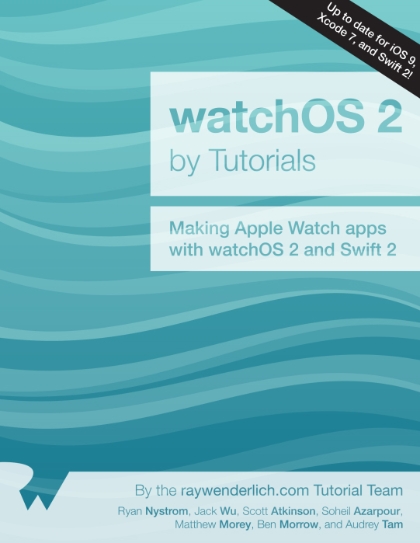 Up to date for iOS 9,
Xcode 7, and Swift 2!
watchOS 2
by Tutorials
Making Apple Watch apps
with watchOS 2 and Swift 2
By the raywenderlich.com Tutorial Team
Ryan Nystrom, Jack Wu, Scott Atkinson, Soheil Azarpour,
Matthew Morey, Ben Morrow, and Audrey Tam